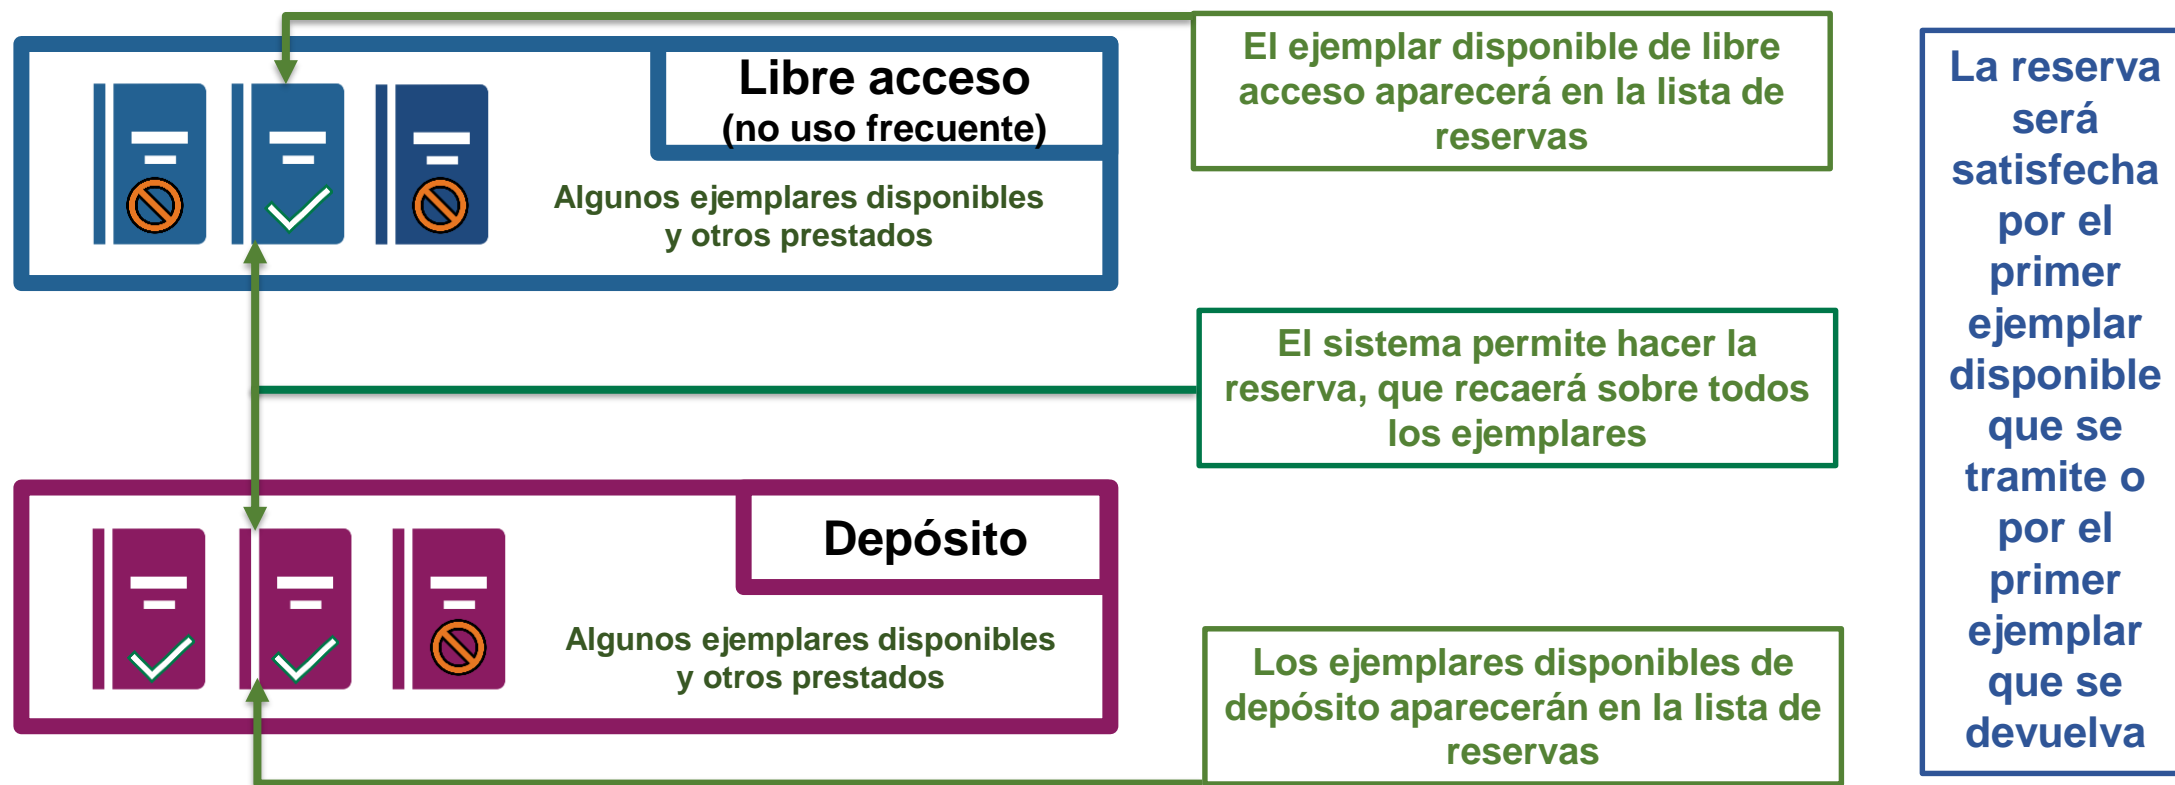 Libre acceso
(no uso frecuente)
Algunos ejemplares disponibles
y otros prestados
El ejemplar disponible de libre
acceso aparecerá en la lista de
reservas
El sistema permite hacer la
reserva, que recaerá sobre todos
los ejemplares
Depósito
Algunos ejemplares disponibles
y otros prestados
Los ejemplares disponibles de
depósito aparecerán en la lista de
reservas
La reserva
será
satisfecha
por el
primer
ejemplar
disponible
que se
tramite o
por el
primer
ejemplar
que se
devuelva